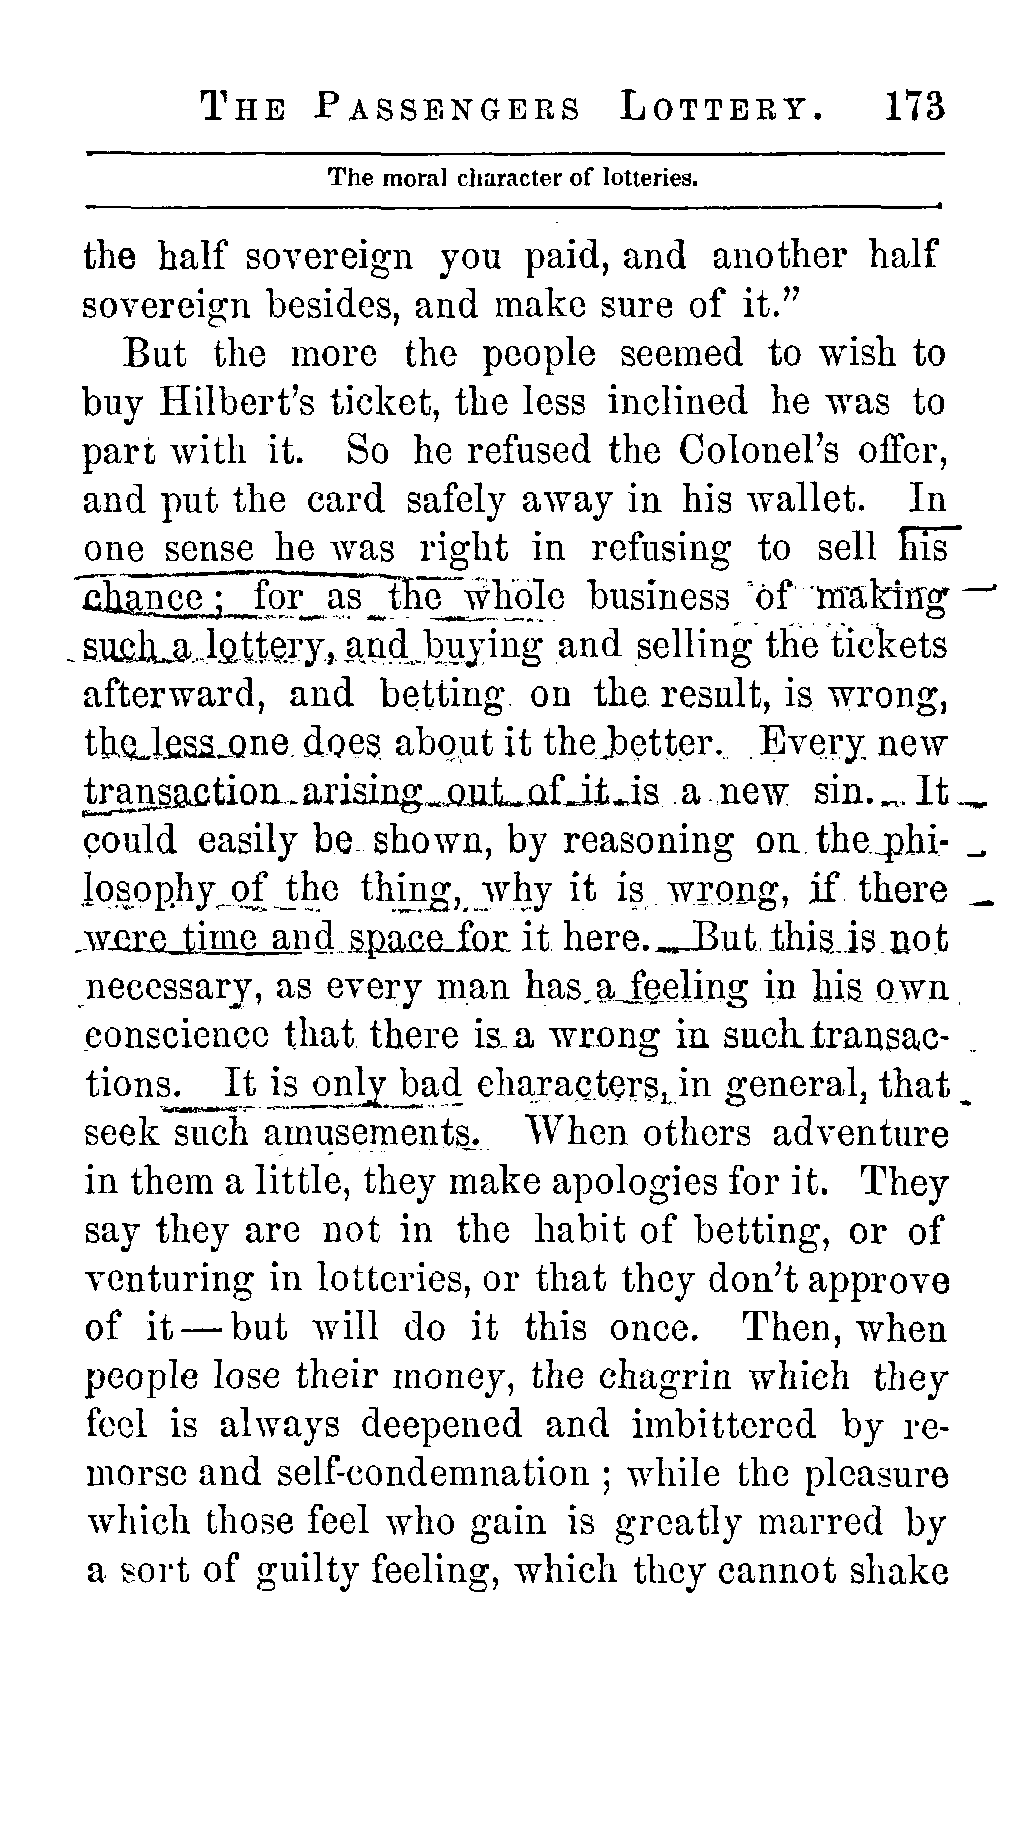 THE PASSENGERS LOTTERY. 173
The moral character of lotteries.
the half sovereign you paid, and another half
sovereign besides, and make sure of it.”
But the more the people seemed to wish to
buy Hilbert’s ticket, the less inclined he was to
part with it. So he refused the Colonel’s offer,
and put the card safely away in his wallet. In
one sense he was right in refusing to sell his
chance; for as the whole business of making
such a lottery, and buying and selling the tickets
afterward, and betting on the result, is wrong,
the less one does about it the better. Every new
transaction arising out of it is a new sin. It
could easily be shown, by reasoning on the phi-
losophy of the thing, why it is wrong, if there
were time and space for it here. But this is not
necessary, as every man has a feeling in his own
conscience that there is a wrong in such transac-
tions. It is only bad characters, in general, that
seek such amusements. When others adventure
in them a little, they make apologies for it. They
say they are not in the habit of betting, or of
venturing in lotteries, or that they don’t approve
of it—but will do it this once. Then, when
people lose their money, the chagrin which they
feel is always deepened and imbittered by re-
morse and self-condemnation; while the pleasure
which those feel who gain is greatly marred by
a sort of guilty feeling, which they cannot shake